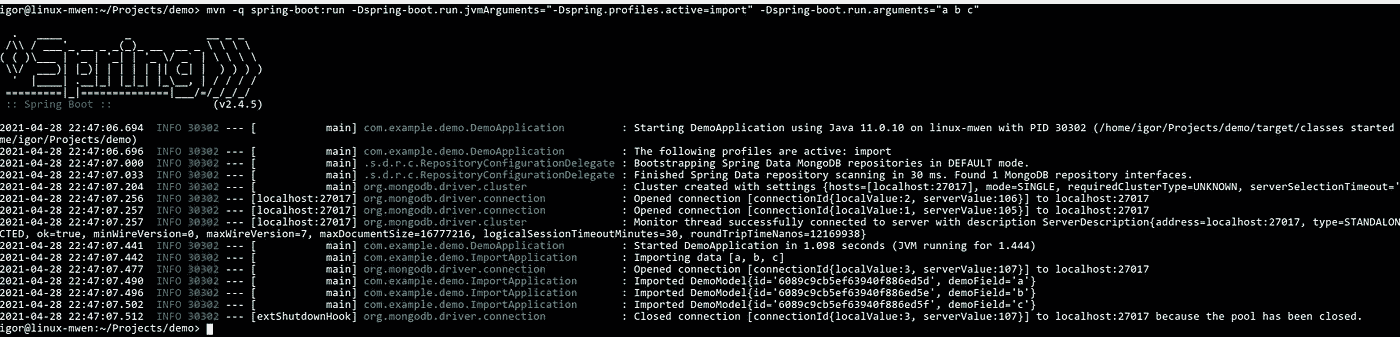 igor@linux-mwen:~/Projects/demo> mvn -q spring-boot:run -Dspring-boot.run.jvmArguments="-Dspring.profiles.active=import" -Dspring-boot.run.arguments="a b c"
:: Spring Boot :: (v2.4.5)
2021-04-28 22:47:06.694 INFO 30302 --- [ main] com.example.demo.DemoApplication : Starting DemoApplication using Java 11.0.10 on linux-mwen with PID 30302 (/home/igor/Projects/demo/target/classes started
me/igor/Projects/demo)
2021-04-28 22:47:06.696 INFO 30302 --- [ main] com.example.demo.DemoApplication : The following profiles are active: import
2021-04-28 22:47:07.000 INFO 30302 --- [ main] .s.d.r.c.RepositoryConfigurationDelegate : Bootstrapping Spring Data MongoDB repositories in DEFAULT mode.
2021-04-28 22:47:07.033 INFO 30302 --- [ main] .s.d.r.c.RepositoryConfigurationDelegate : Finished Spring Data repository scanning in 30 ms. Found 1 MongoDB repository interfaces.
2021-04-28 22:47:07.204 INFO 30302 --- [ main] org.mongodb.driver.cluster : Cluster created with settings {hosts=[localhost:27017], mode=SINGLE, requiredClusterType=UNKNOWN, serverSelectionTimeout='
2021-04-28 22:47:07.256 INFO 30302 --- [localhost:27017] org.mongodb.driver.connection : Opened connection [connectionId{localValue:2, serverValue:106}] to localhost:27017
2021-04-28 22:47:07.257 INFO 30302 --- [localhost:27017] org.mongodb.driver.connection : Opened connection [connectionId{localValue:1, serverValue:105}] to localhost:27017
2021-04-28 22:47:07.257 INFO 30302 --- [localhost:27017] org.mongodb.driver.cluster : Monitor thread successfully connected to server with description ServerDescription{address=localhost:27017, type=STANDALON
CTED, ok=true, minWireVersion=0, maxWireVersion=7, maxDocumentSize=16777216, logicalSessionTimeoutMinutes=30, roundTripTimeNanos=12169938}
2021-04-28 22:47:07.441 INFO 30302 --- [ main] com.example.demo.DemoApplication : Started DemoApplication in 1.098 seconds (JVM running for 1.444)
2021-04-28 22:47:07.442 INFO 30302 --- [ main] com.example.demo.ImportApplication : Importing data [a, b, c]
2021-04-28 22:47:07.477 INFO 30302 --- [ main] org.mongodb.driver.connection : Opened connection [connectionId{localValue:3, serverValue:107}] to localhost:27017
2021-04-28 22:47:07.490 INFO 30302 --- [ main] com.example.demo.ImportApplication : Imported DemoModel{id='6089c9cb5ef63940f886ed5d', demoField='a'}
2021-04-28 22:47:07.496 INFO 30302 --- [ main] com.example.demo.ImportApplication : Imported DemoModel{id='6089c9cb5ef63940f886ed5e', demoField='b'}
2021-04-28 22:47:07.502 INFO 30302 --- [ main] com.example.demo.ImportApplication : Imported DemoModel{id='6089c9cb5ef63940f886ed5f', demoField='c'}
2021-04-28 22:47:07.512 INFO 30302 --- [extShutdownHook] org.mongodb.driver.connection : Closed connection [connectionId{localValue:3, serverValue:107}] to localhost:27017 because the pool has been closed.
igor@linux-mwen:~/Projects/demo>